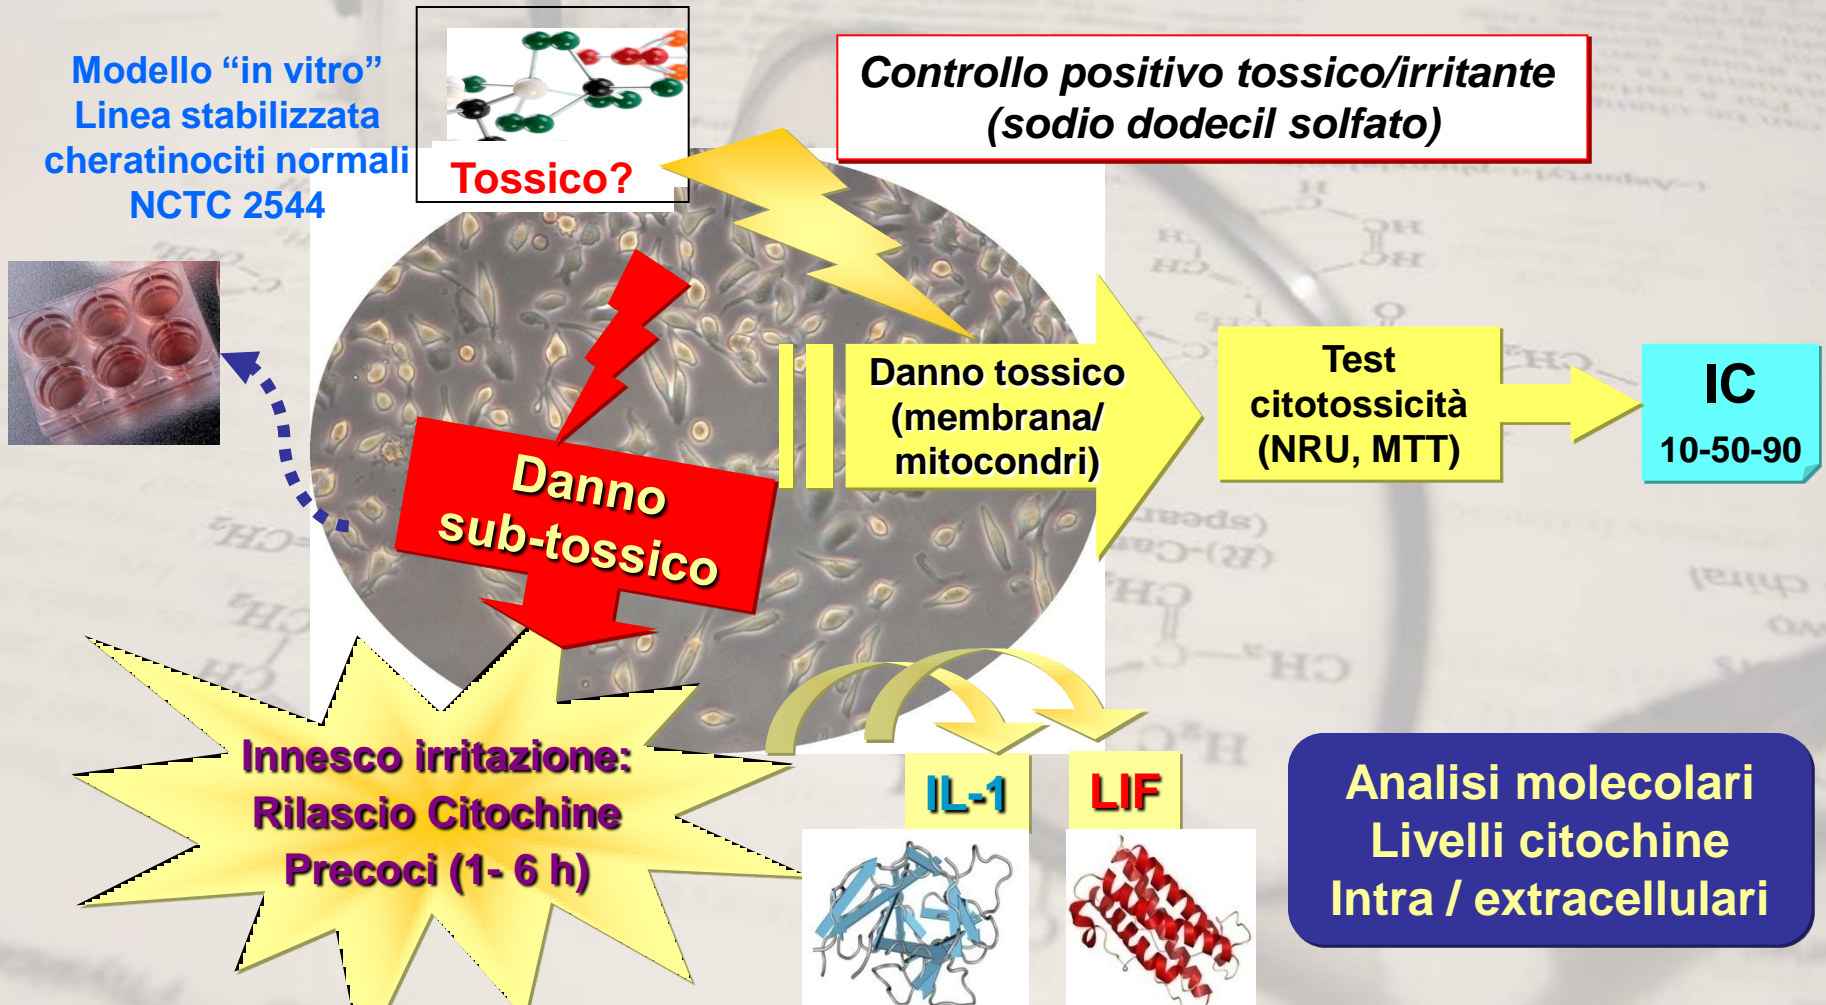 Modello “in vitro”
Linea stabilizzata
cheratinociti normali
NCTC 2544
Tossico?
Controllo positivo tossico/irritante
(sodio dodecil solfato)
Danno tossico
(membrana/
mitocondri)
Test
citotossicità
(NRU, MTT)
IC
10-50-90
Danno
sub-tossico
Innesco irritazione:
Rilascio Citochine
Precoci (1- 6 h)
IL-1
LIF
Analisi molecolari
Livelli citochine
Intra / extracellulari